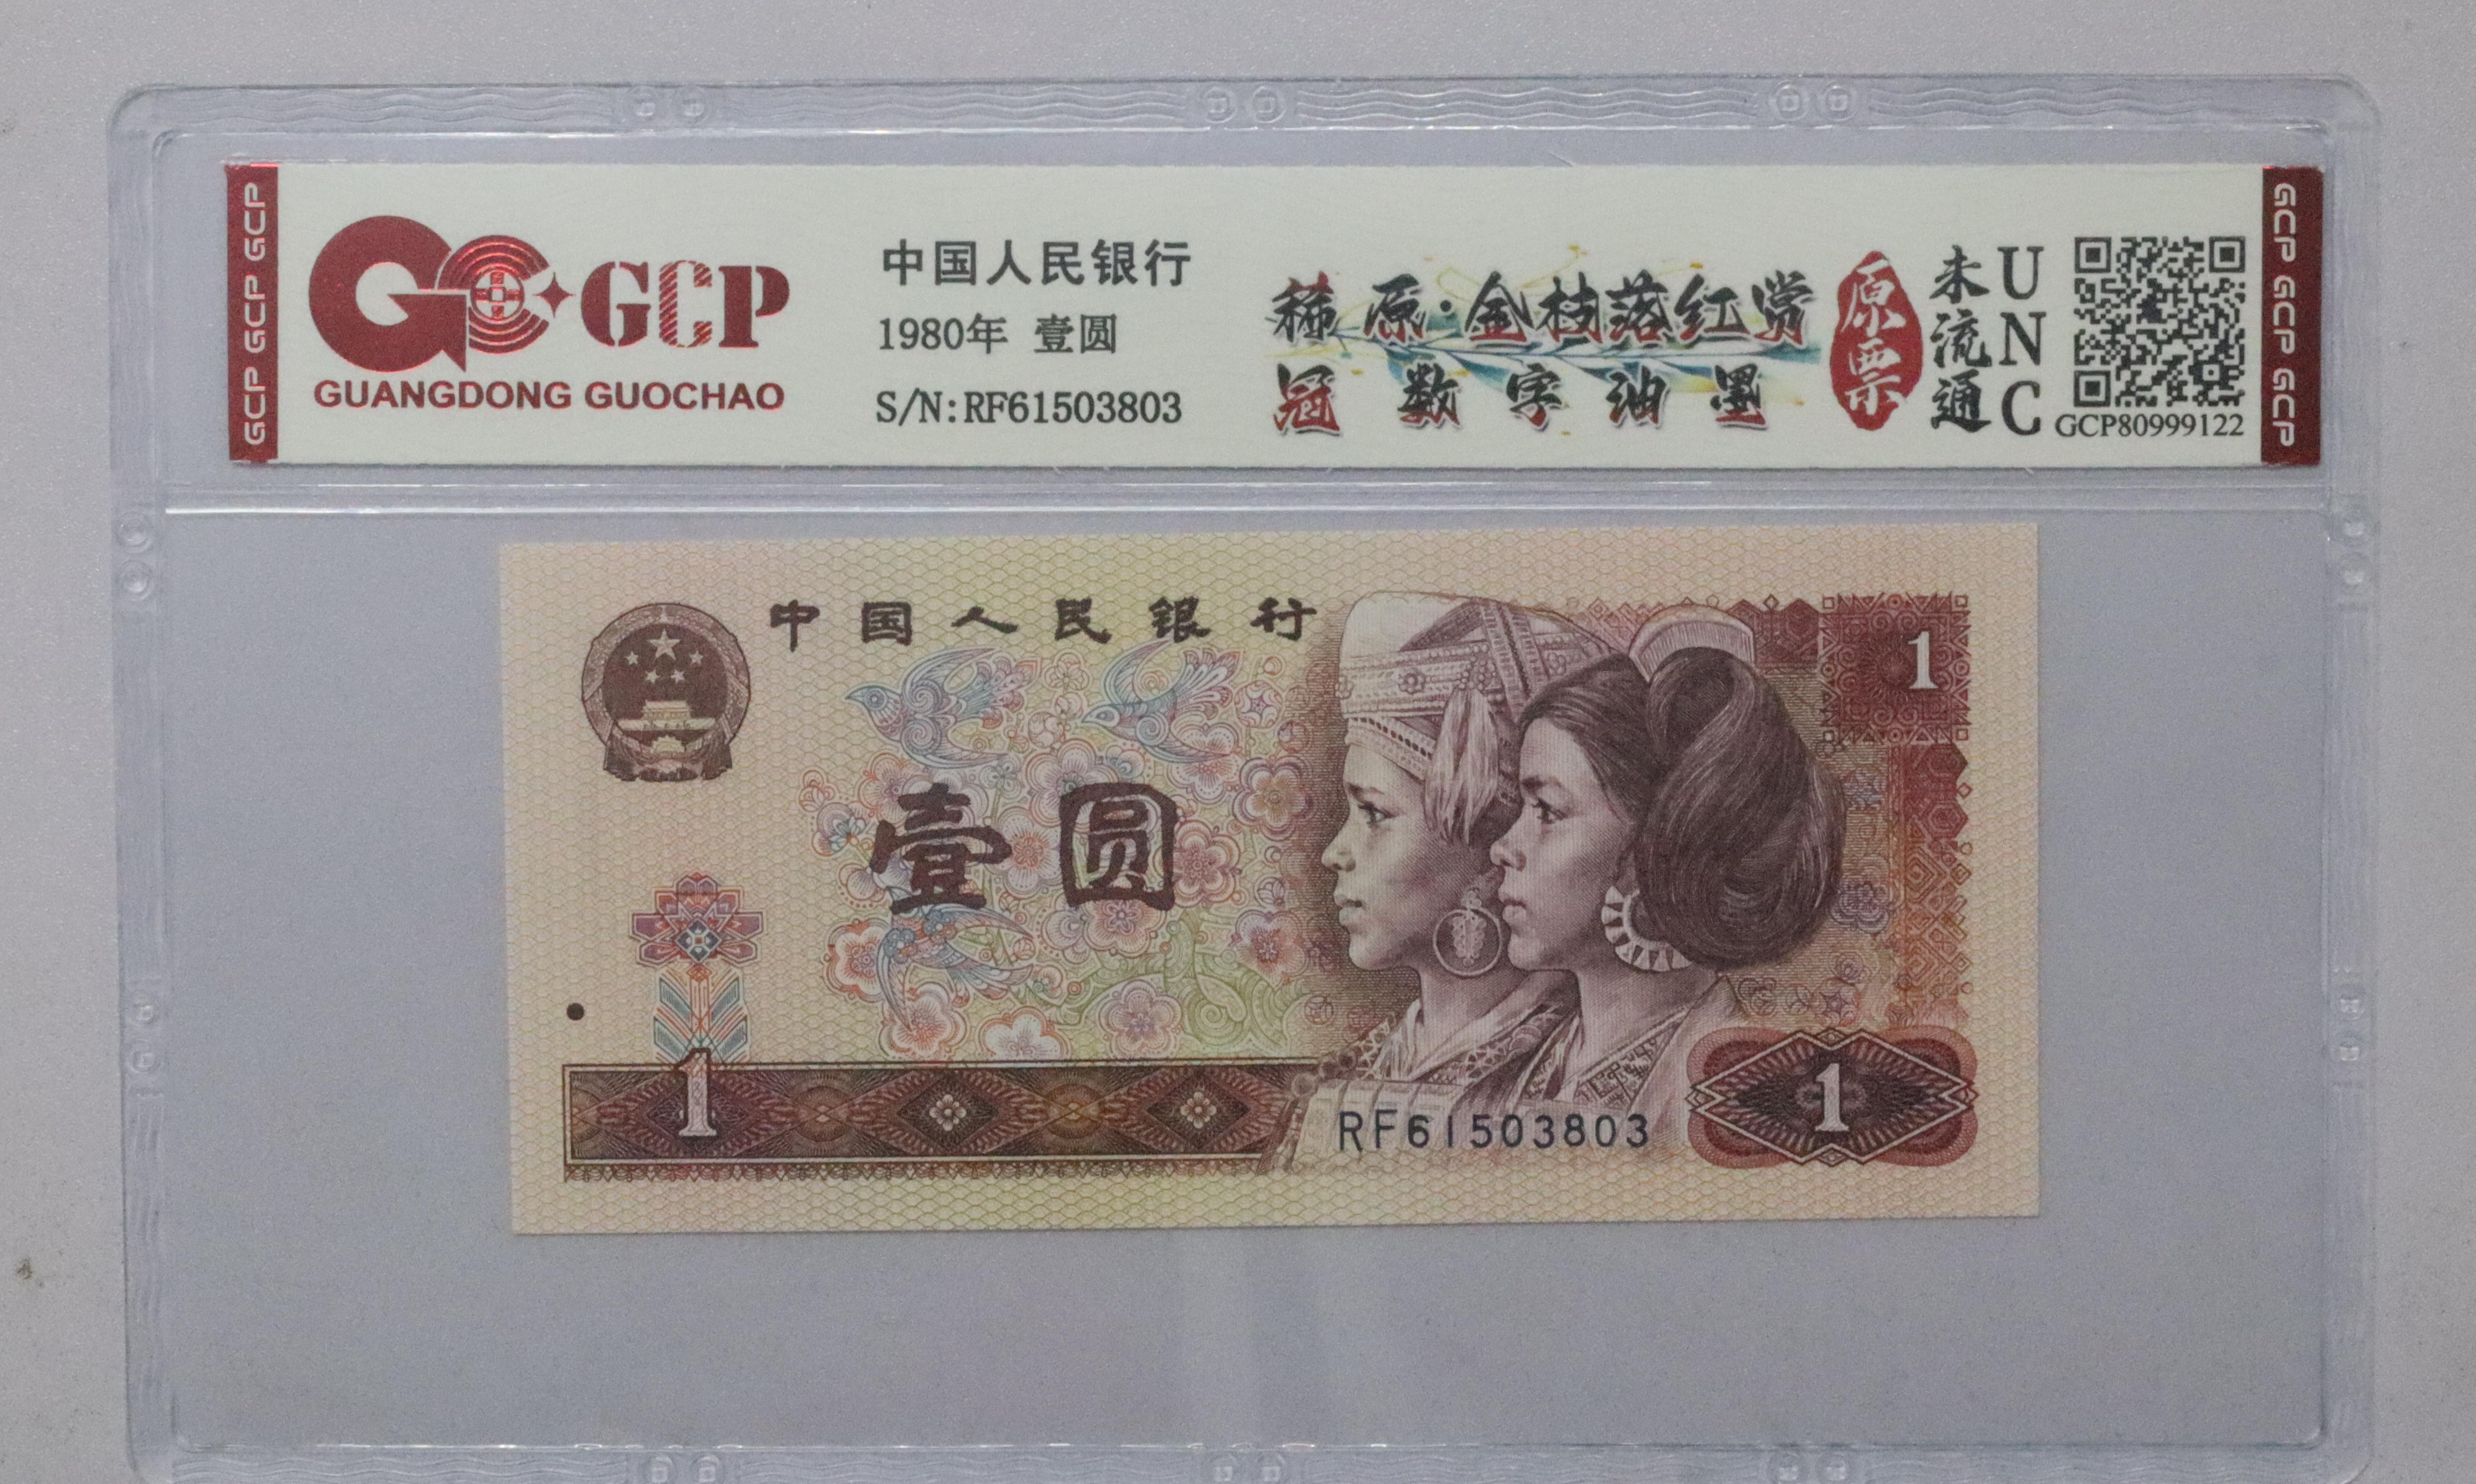 GCP GCP GCP GCP
GCP
GUANGDONG GUOCHAO
中国人民银行
1980年 壹圆
S/N:RF61503803
稀原·金枝落红赏
冠数字油墨
原票
未流通
UNC
GCP80999122
GCP GCP GCP GCP
中国人民银行
1
壹圆
1
1
RF61503803